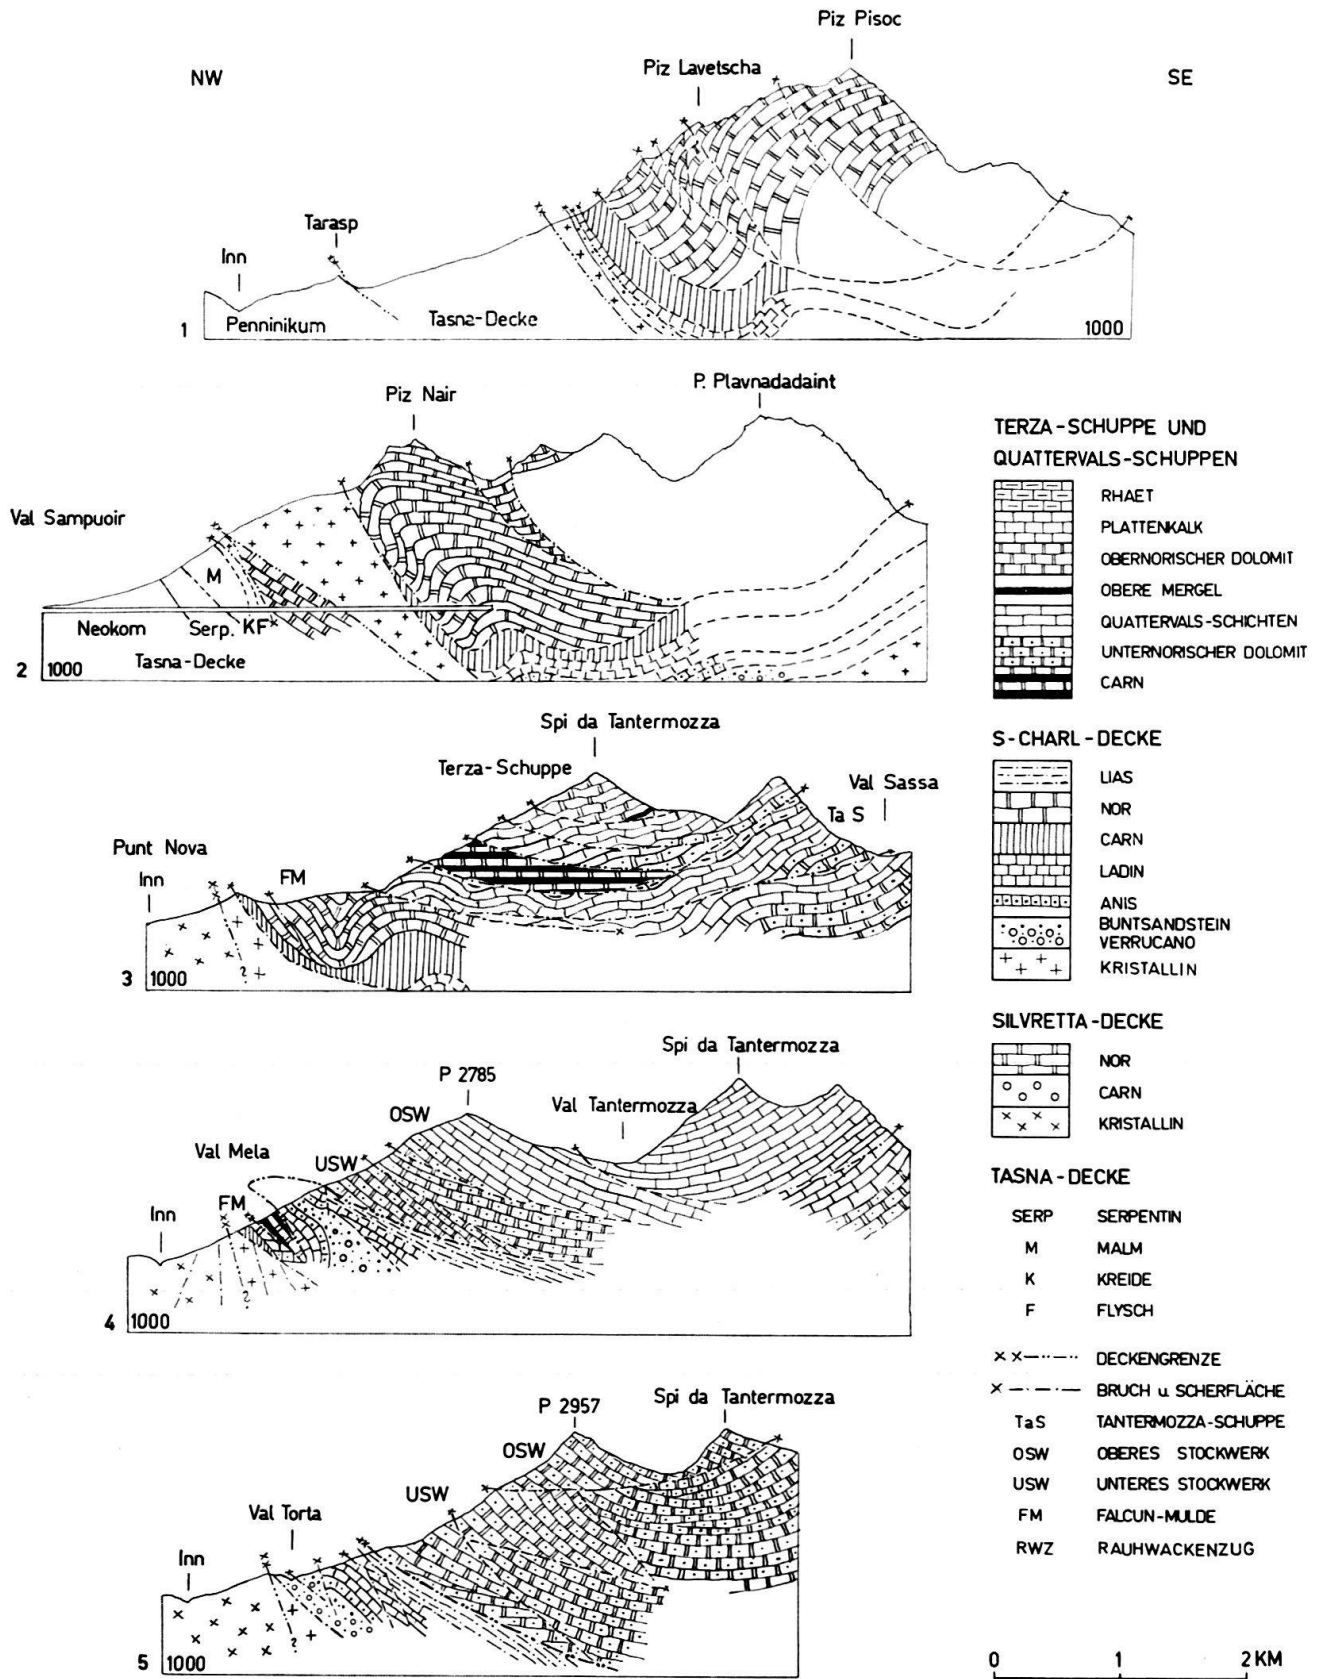 Piz Pisoc
NW
Piz Lavetscha
SE
Tarasp
Inn
1
Penninikum
Tasna-Decke
1000
Piz Nair
P. Plavnadadaint
Val Sampuoir
M
Neokom
Serp.
KF
2
1000
Tasna-Decke
Spi da Tantermozza
Terza-Schuppe
Val Sassa
TaS
Punt Nova
Inn
FM
?
3
1000
Spi da Tantermozza
P 2785
OSW
Val Tantermozza
Val Mela
USW
FM
Inn
?
4
1000
Spi da Tantermozza
P 2957
OSW
USW
Val Torta
Inn
?
5
1000
TERZA-SCHUPPE UND
QUATTERVALS-SCHUPPEN
RHAET
PLATTENKALK
OBERNORISCHER DOLOMIT
OBERE MERGEL
QUATTERVALS-SCHICHTEN
UNTERNORISCHER DOLOMIT
CARN
S-CHARL-DECKE
LIAS
NOR
CARN
LADIN
ANIS
BUNTSANDSTEIN
VERRUCANO
KRISTALLIN
SILVRETTA-DECKE
NOR
CARN
KRISTALLIN
TASNA-DECKE
SERP SERPENTIN
M MALM
K KREIDE
F FLYSCH
DECKENGRENZE
BRUCH u. SCHERFLÄCHE
TaS TANTERMOZZA-SCHUPPE
OSW OBERES STOCKWERK
USW UNTERES STOCKWERK
FM FALCUN-MULDE
RWZ RAUHWACKENZUG
0 1 2 KM